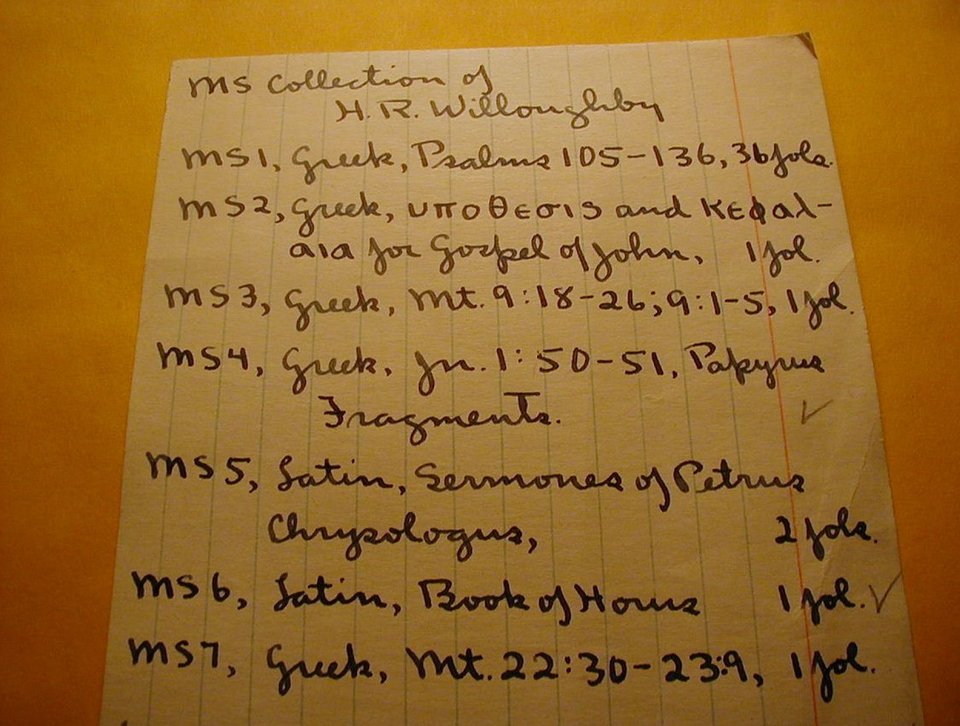 MS Collection of
H. R. Willoughby
MS1, Greek, Psalms 105-136, 36 fols.
MS2, Greek, υποθεσις and κεφαλ-
αια for Gospel of John, 1 fol.
MS3, Greek, Mt. 9:18-26; 9:1-5, 1 fol.
MS4, Greek, Jn. 1:50-51, Papyrus
Fragments. ✓
MS5, Latin, Sermones of Petrus
Chrysologus, 2 fols.
MS6, Latin, Book of Hours 1 fol. ✓
MS7, Greek, Mt. 22:30-23:9, 1 fol.